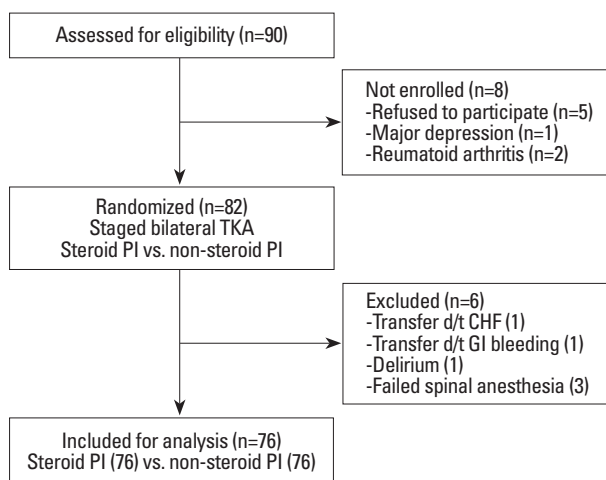 Assessed for eligibility (n=90)
Not enrolled (n=8)
-Refused to participate (n=5)
-Major depression (n=1)
-Reumatoid arthritis (n=2)
Randomized (n=82)
Staged bilateral TKA
Steroid PI vs. non-steroid PI
Excluded (n=6)
-Transfer d/t CHF (1)
-Transfer d/t GI bleeding (1)
-Delirium (1)
-Failed spinal anesthesia (3)
Included for analysis (n=76)
Steroid PI (76) vs. non-steroid PI (76)